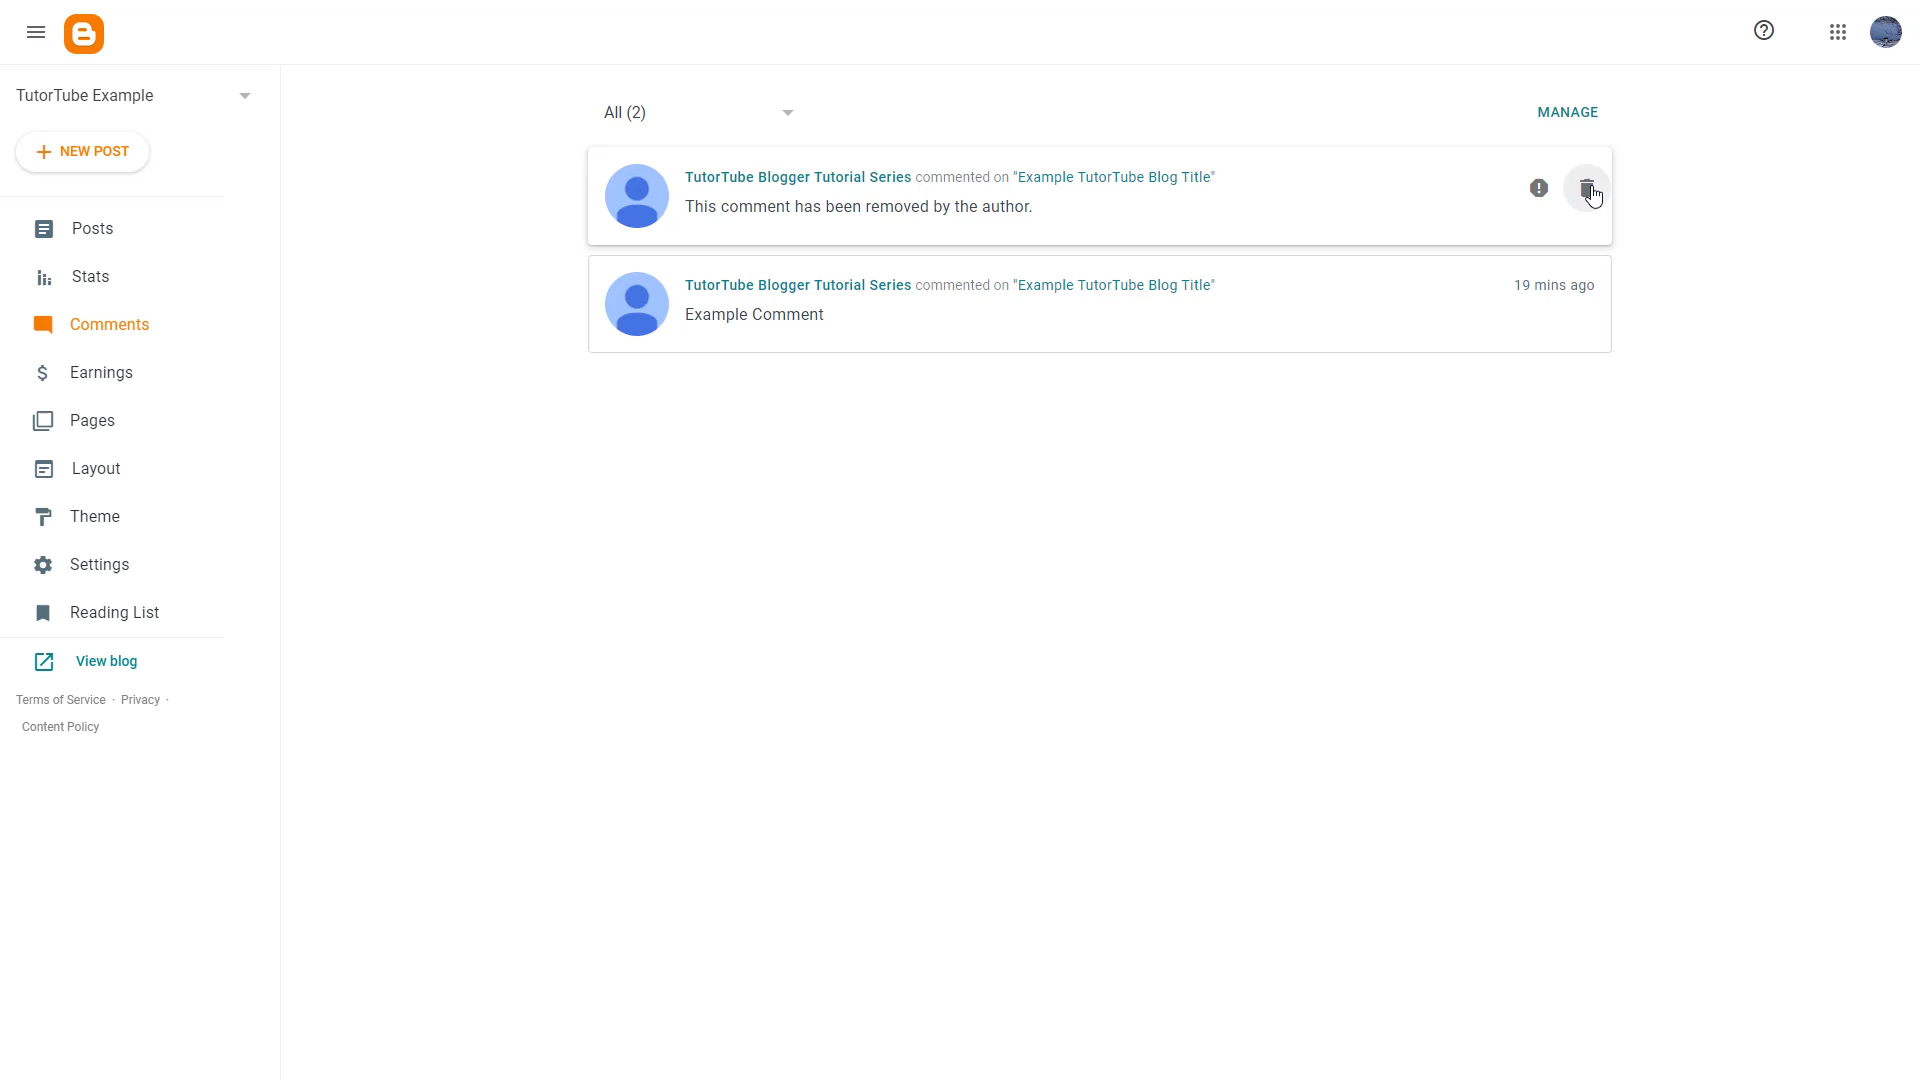 TutorTube Example
NEW POST
Posts
Stats
Comments
Earnings
Pages
Layout
Theme
Settings
Reading List
View blog
Terms of Service · Privacy ·
Content Policy
All (2)
MANAGE
TutorTube Blogger Tutorial Series commented on "Example TutorTube Blog Title"
This comment has been removed by the author.
TutorTube Blogger Tutorial Series commented on "Example TutorTube Blog Title"
19 mins ago
Example Comment